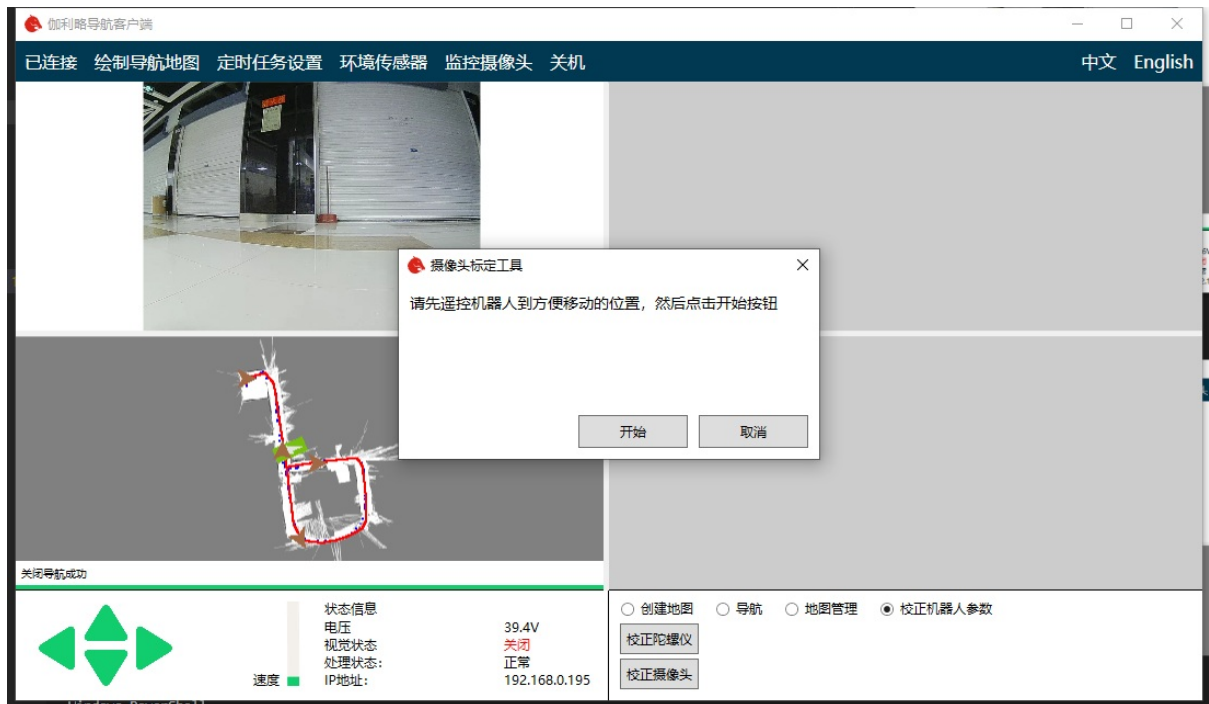 伽利略导航客户端
已连接 绘制导航地图 定时任务设置 环境传感器 监控摄像头 关机 中文 English
摄像头标定工具
请先遥控机器人到方便移动的位置，然后点击开始按钮
开始 取消
关闭导航成功
状态信息
电压 39.4V
视觉状态 关闭
处理状态: 正常
IP地址: 192.168.0.195
速度
创建地图 导航 地图管理 校正机器人参数
校正陀螺仪
校正摄像头